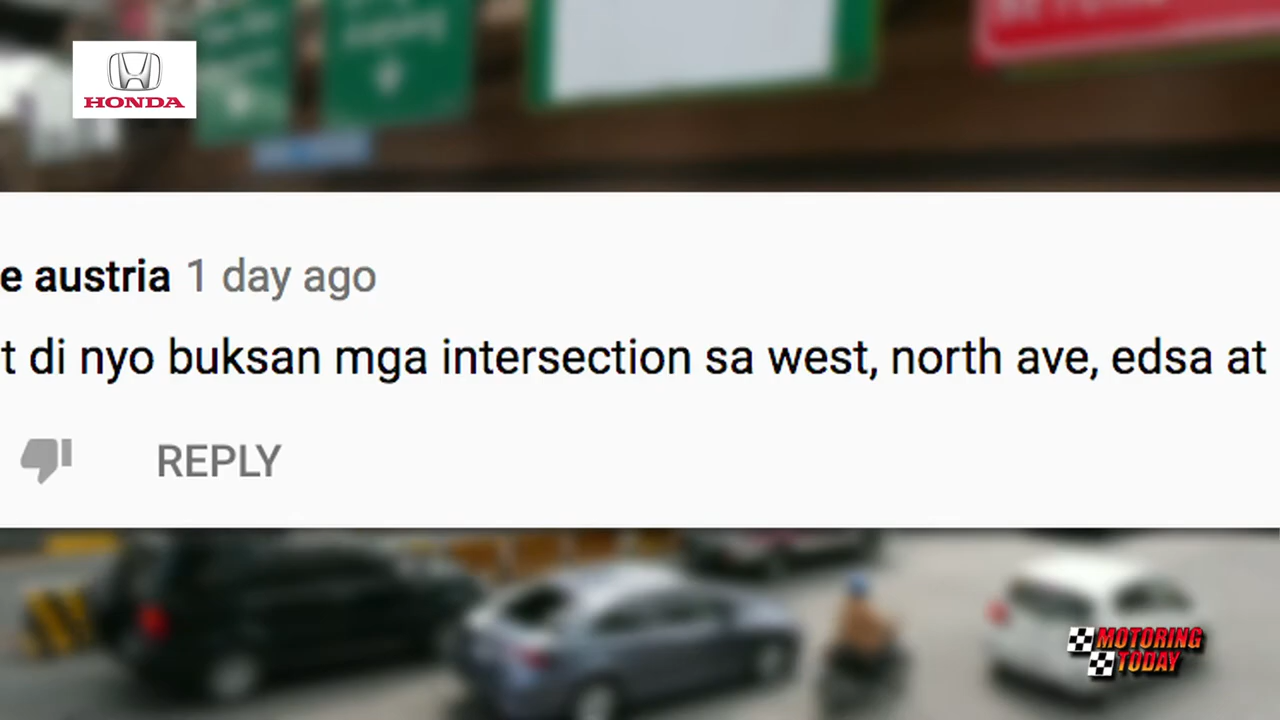 HONDA
e austria 1 day ago
t di nyo buksan mga intersection sa west, north ave, edsa at
REPLY
MOTORING
TODAY